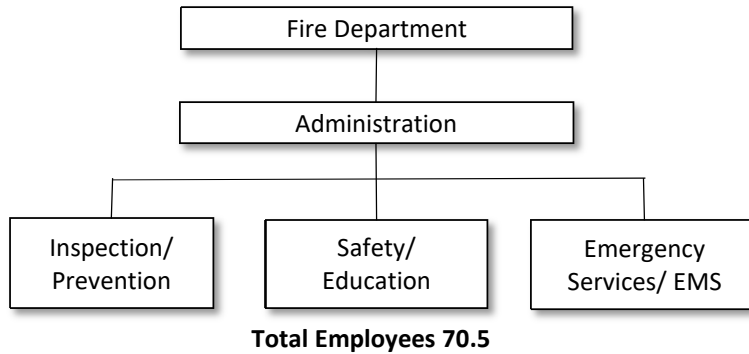 Fire Department
Administration
Inspection/
Prevention
Safety/
Education
Emergency
Services/ EMS
Total Employees 70.5